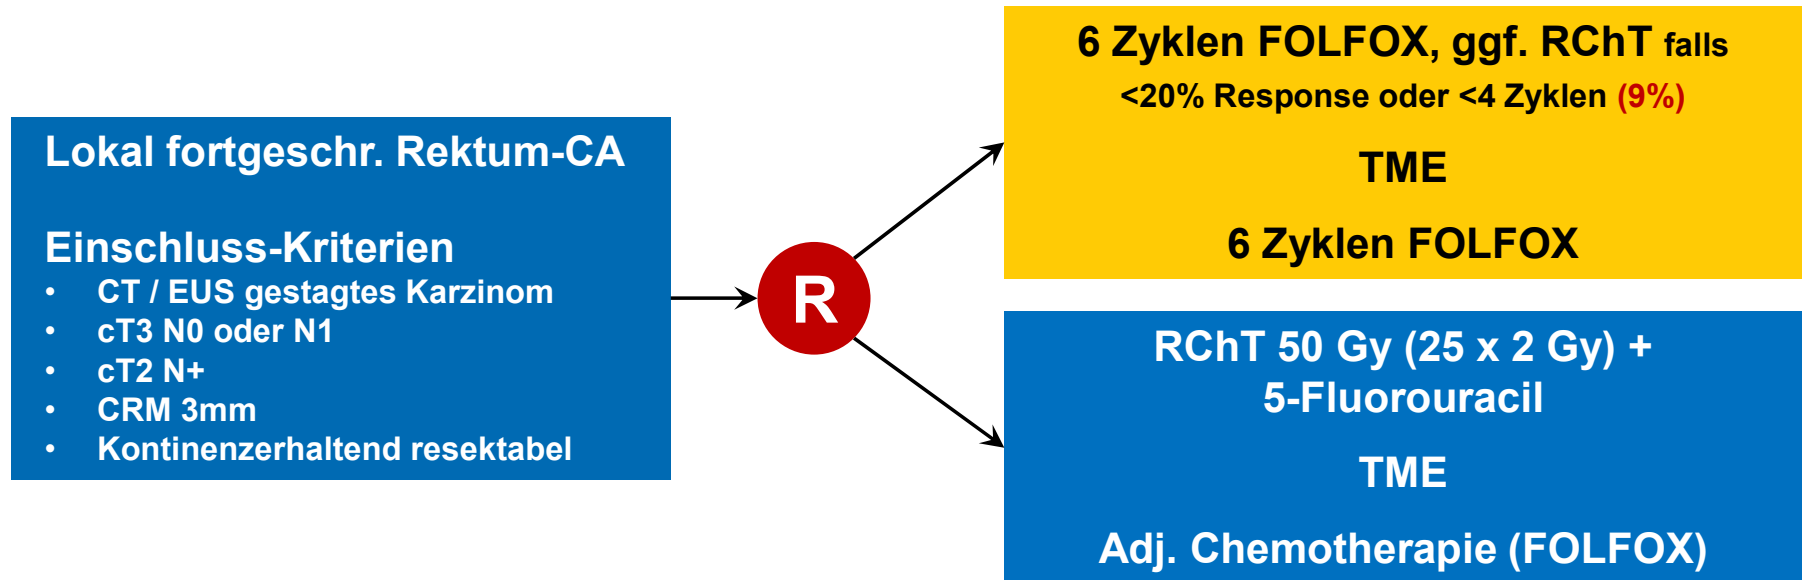 Lokal fortgeschr. Rektum-CA
Einschluss-Kriterien
• CT / EUS gestagtes Karzinom
• cT3 N0 oder N1
• cT2 N+
• CRM 3mm
• Kontinenzerhaltend resektabel
R
6 Zyklen FOLFOX, ggf. RChT falls
<20% Response oder <4 Zyklen (9%)
TME
6 Zyklen FOLFOX
RChT 50 Gy (25 x 2 Gy) +
5-Fluorouracil
TME
Adj. Chemotherapie (FOLFOX)